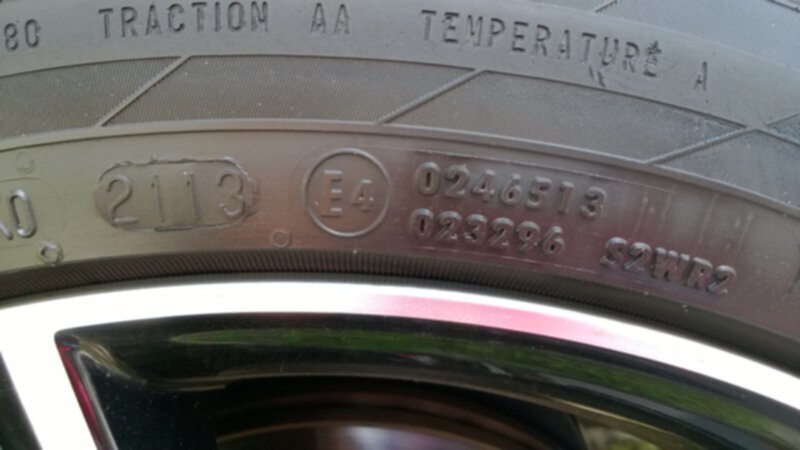 80 TRACTION AA TEMPERATURE A
2113 E4 0246513
023296 S2WR2